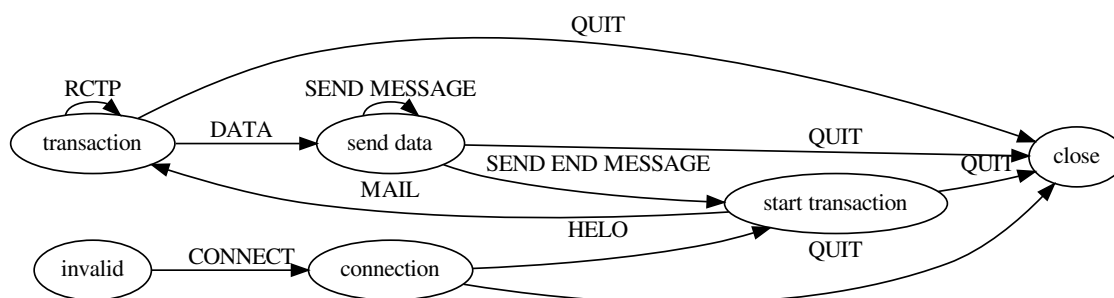 QUIT
RCTP
SEND MESSAGE
transaction
DATA
send data
QUIT
close
SEND END MESSAGE
QUIT
MAIL
start transaction
HELO
QUIT
invalid
CONNECT
connection